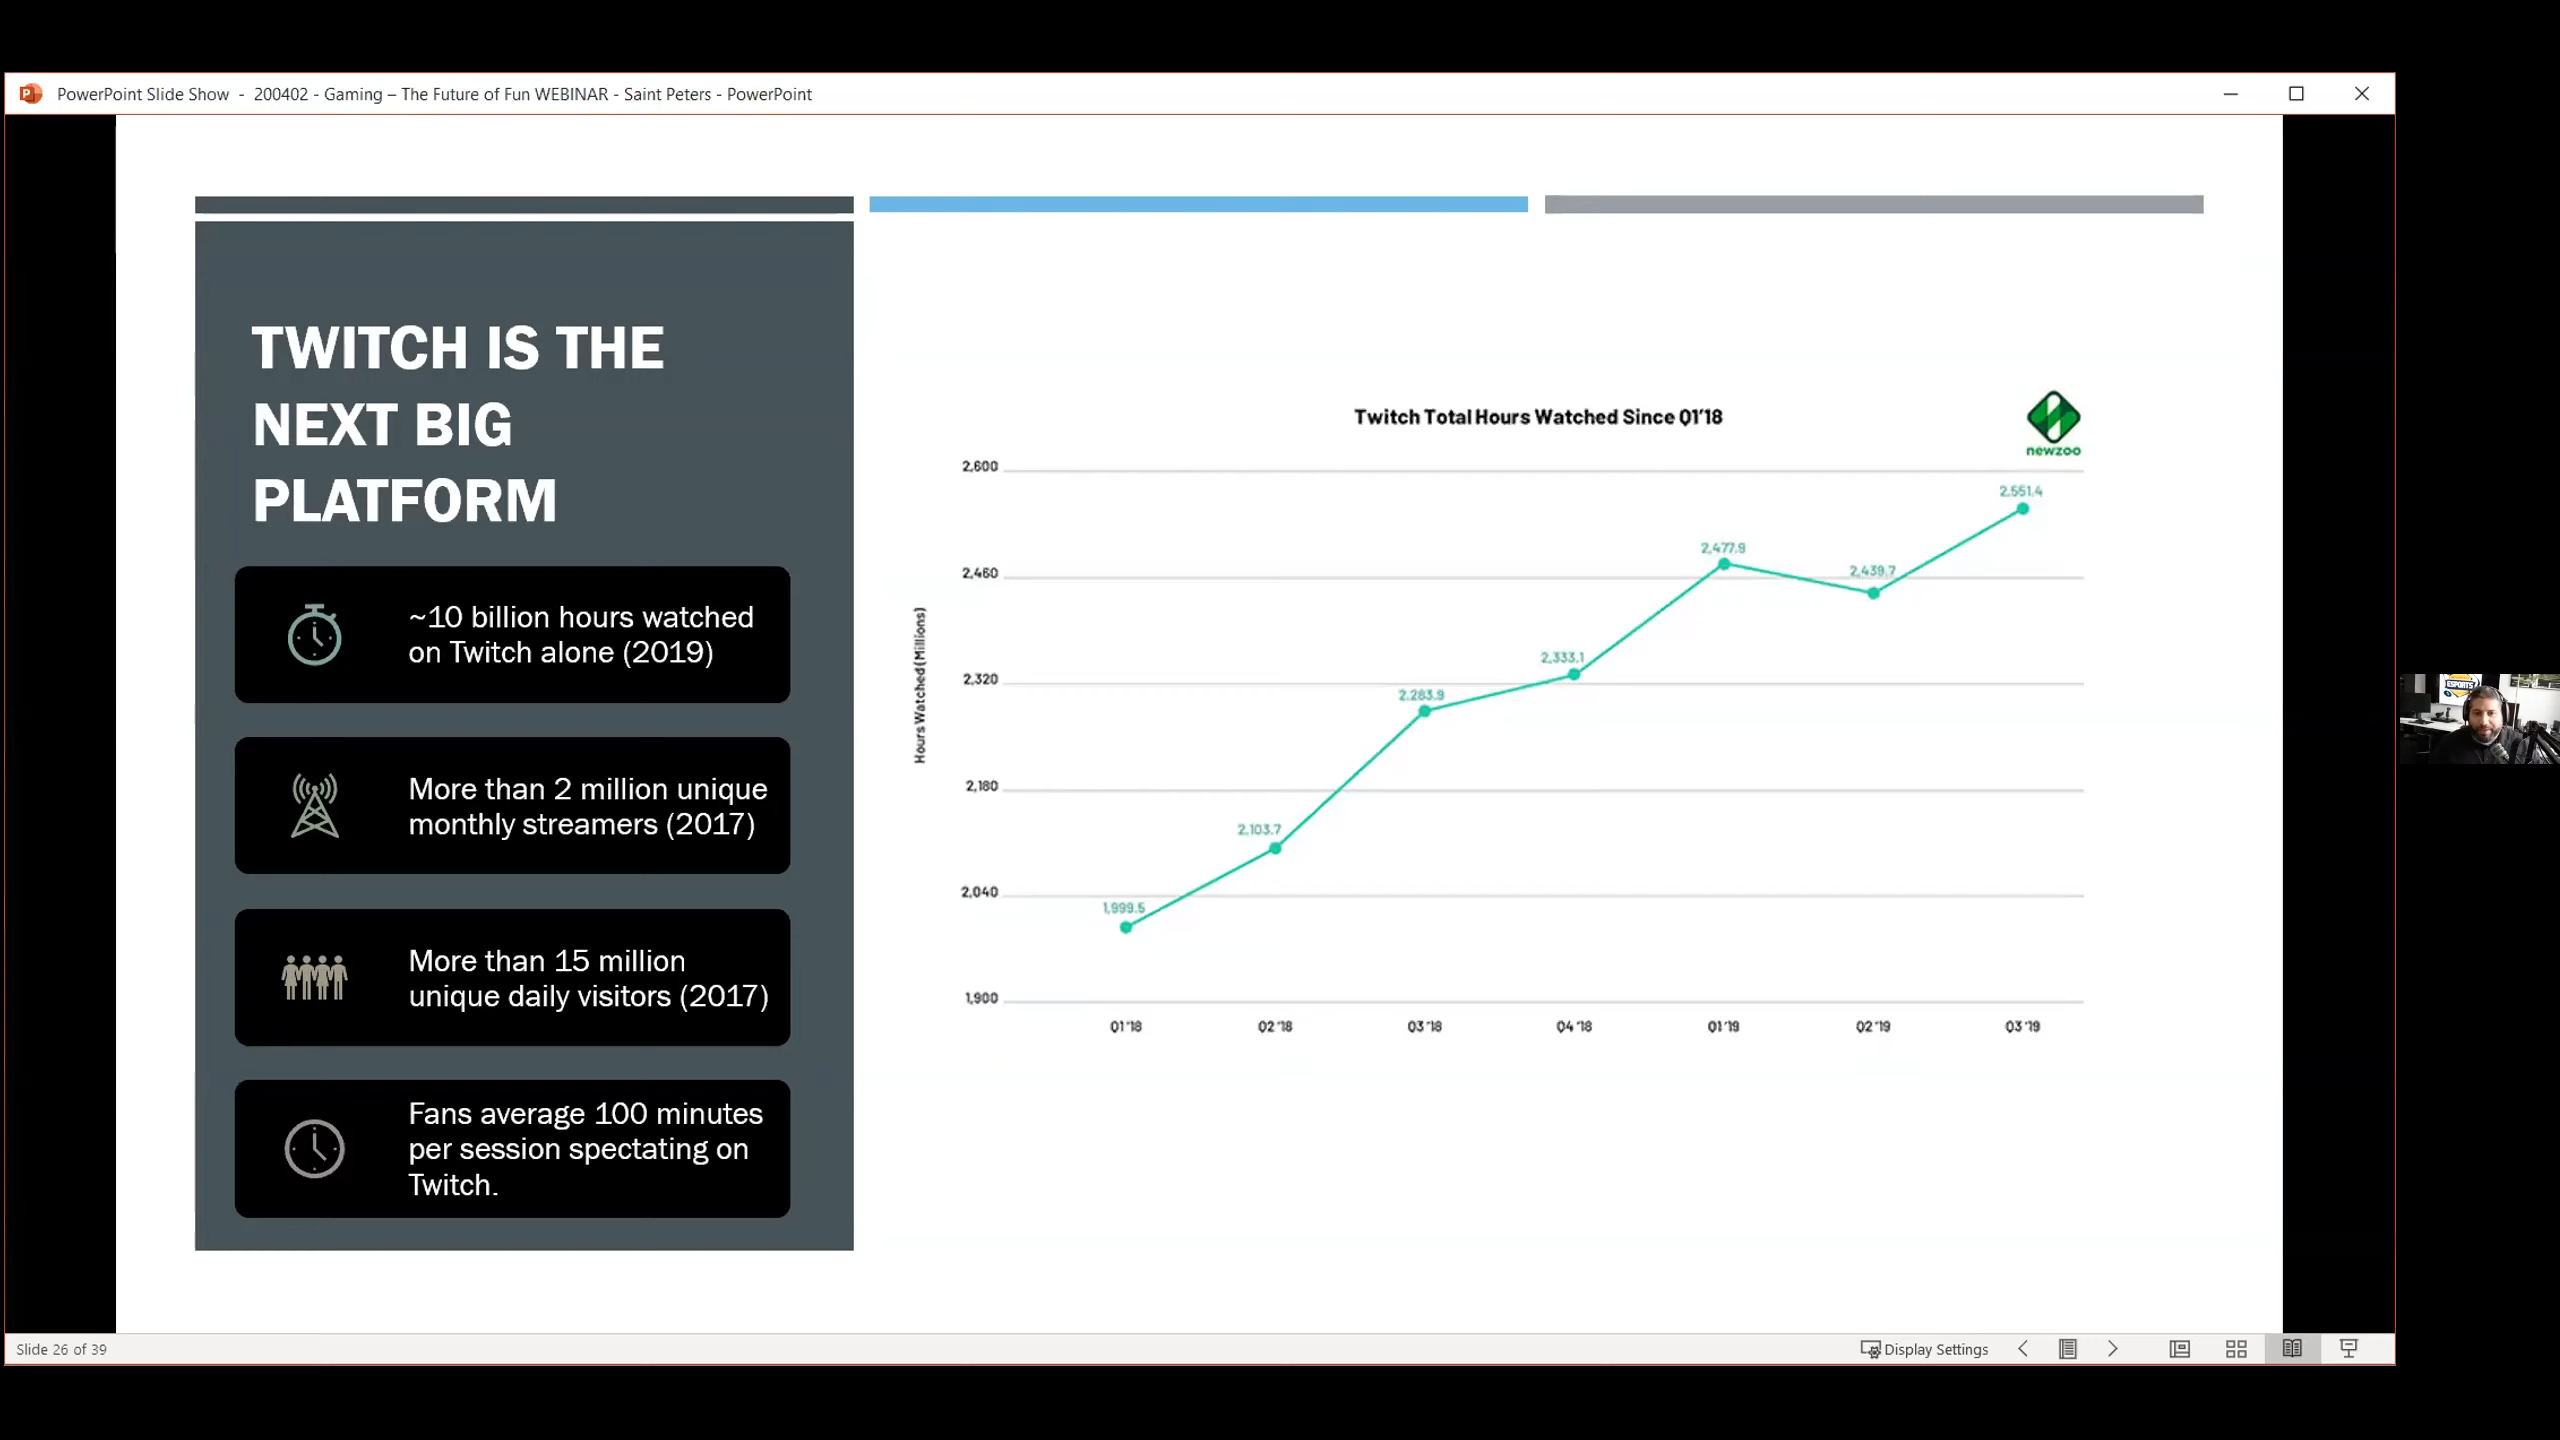 PowerPoint Slide Show - 200402 - Gaming – The Future of Fun WEBINAR - Saint Peters - PowerPoint
TWITCH IS THE
NEXT BIG
PLATFORM
~10 billion hours watched
on Twitch alone (2019)
More than 2 million unique
monthly streamers (2017)
More than 15 million
unique daily visitors (2017)
Fans average 100 minutes
per session spectating on
Twitch.
Twitch Total Hours Watched Since Q1'18
newzoo
Hours Watched (Millions)
2,600
2,460
2,320
2,180
2,040
1,900
1,999.5
2,103.7
2,283.9
2,333.1
2,477.9
2,439.7
2,551.4
Q1'18
Q2'18
Q3'18
Q4'18
Q1'19
Q2'19
Q3'19
ESPORTS
Slide 26 of 39
Display Settings